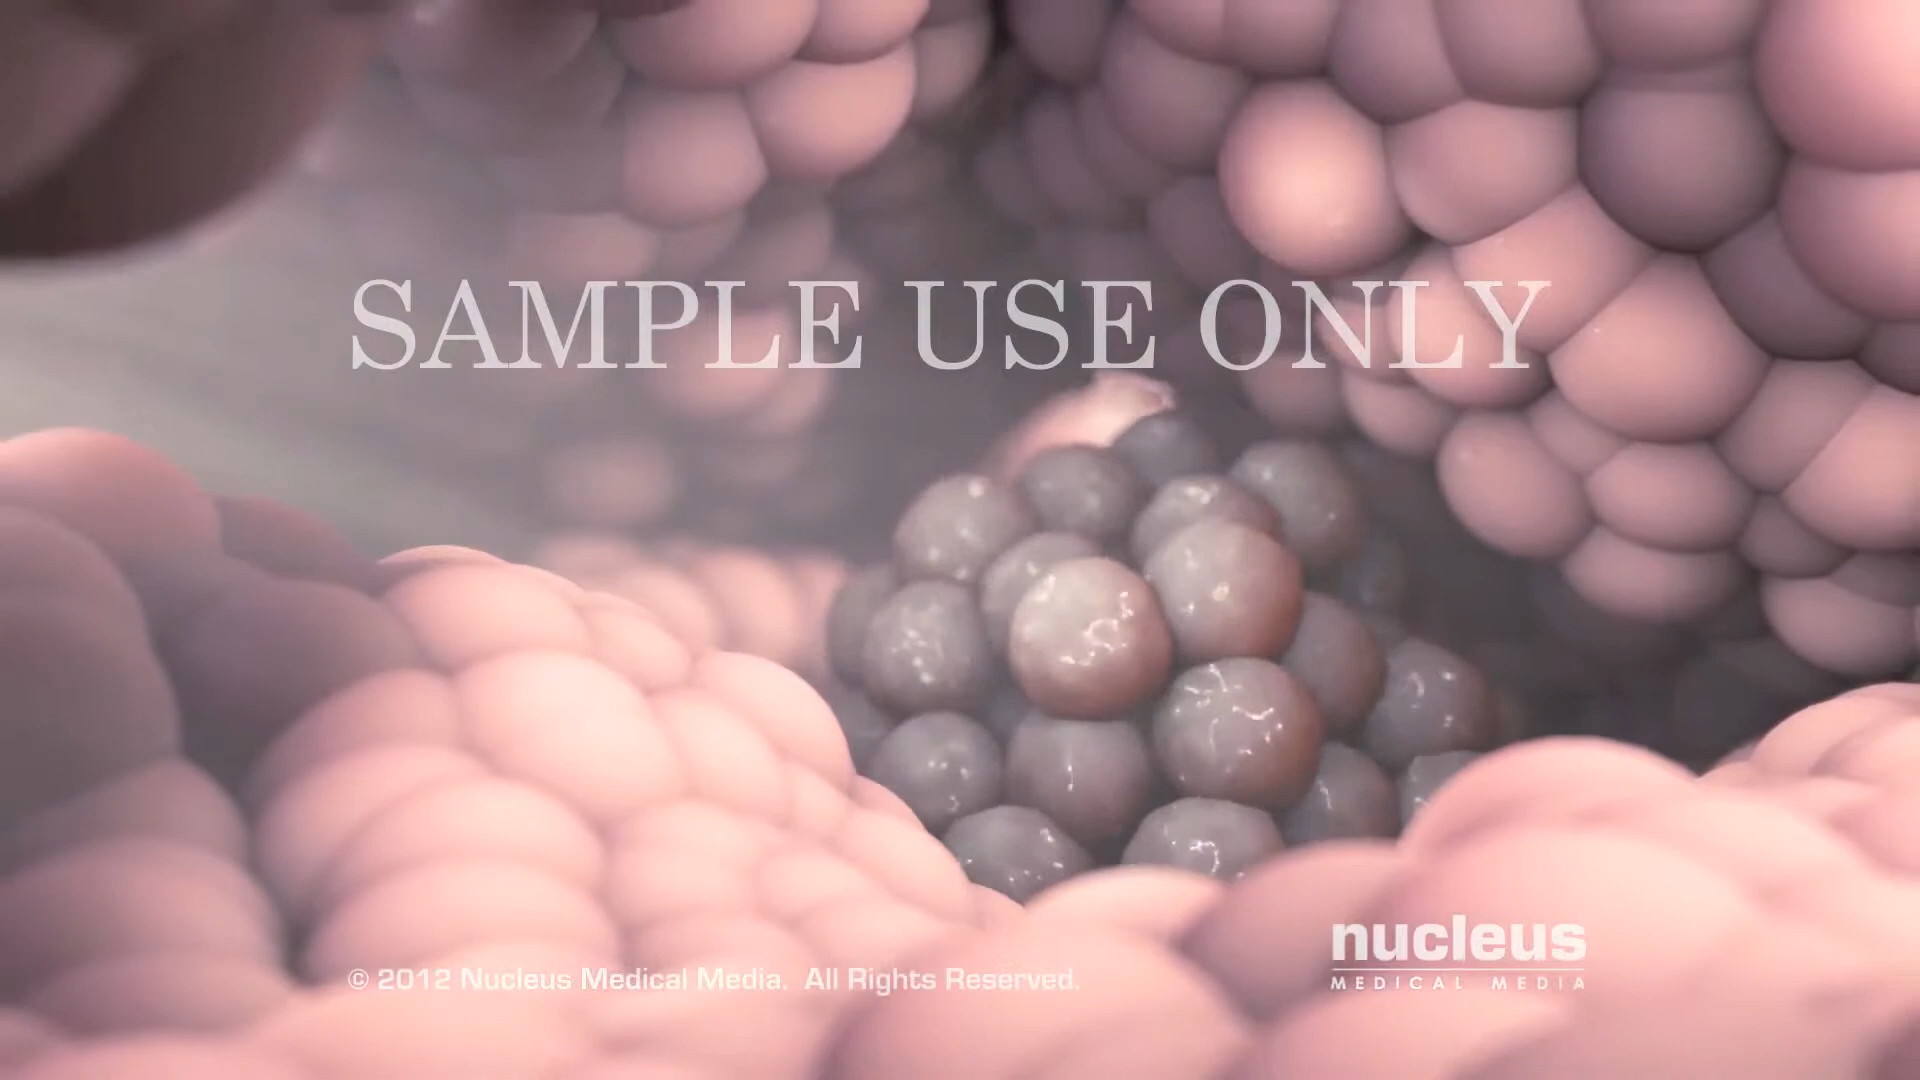 SAMPLE USE ONLY
© 2012 Nucleus Medical Media. All Rights Reserved.
nucleus
MEDICAL MEDIA